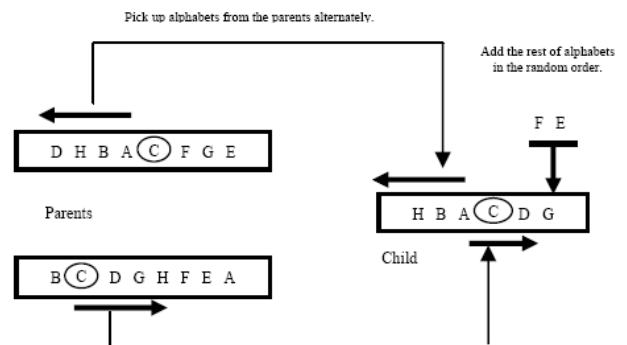 Pick up alphabets from the parents alternately.
Add the rest of alphabets
in the random order.
F E
D H B A C F G E
Parents
H B A C D G
Child
B C D G H F E A